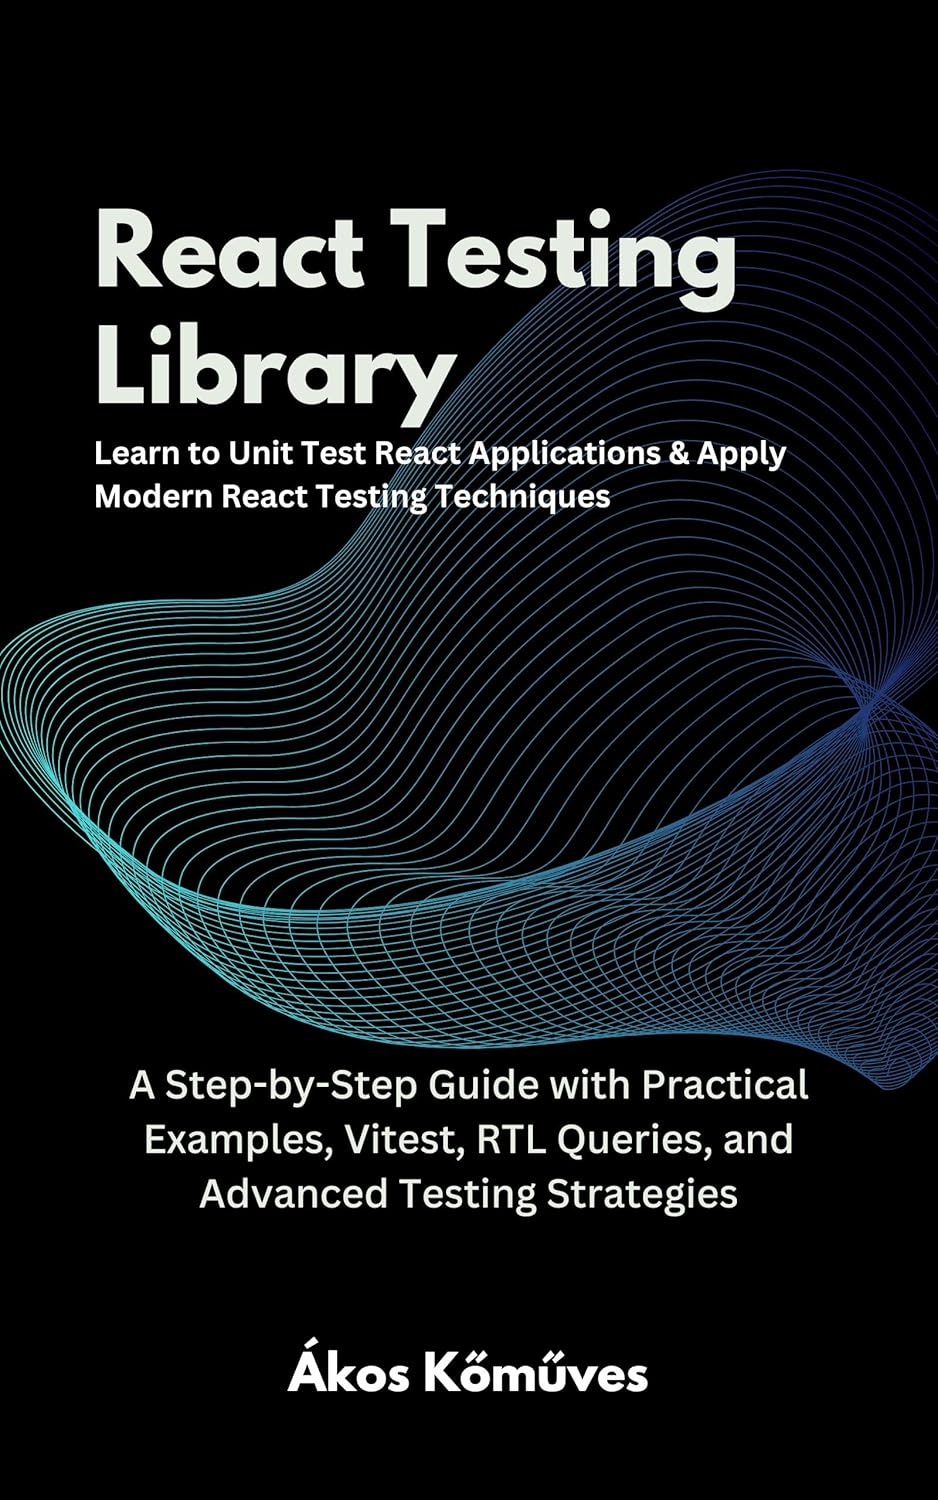 React Testing
Library
Learn to Unit Test React Applications & Apply
Modern React Testing Techniques
A Step-by-Step Guide with Practical
Examples, Vitest, RTL Queries, and
Advanced Testing Strategies
Ákos Kőműves